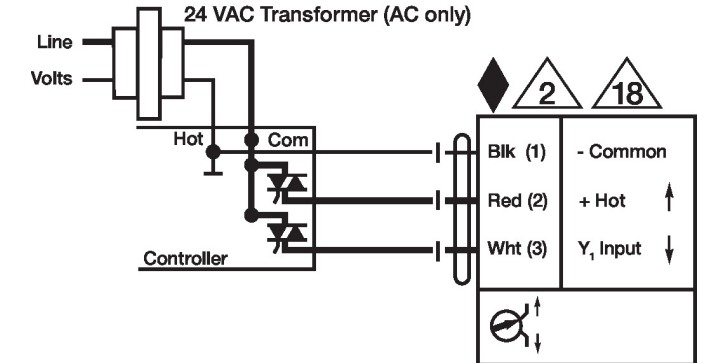 24 VAC Transformer (AC only)
Line
Volts
2
18
Hot
Com
Blk (1)
- Common
Red (2)
+ Hot
Wht (3)
Y1 Input
Controller